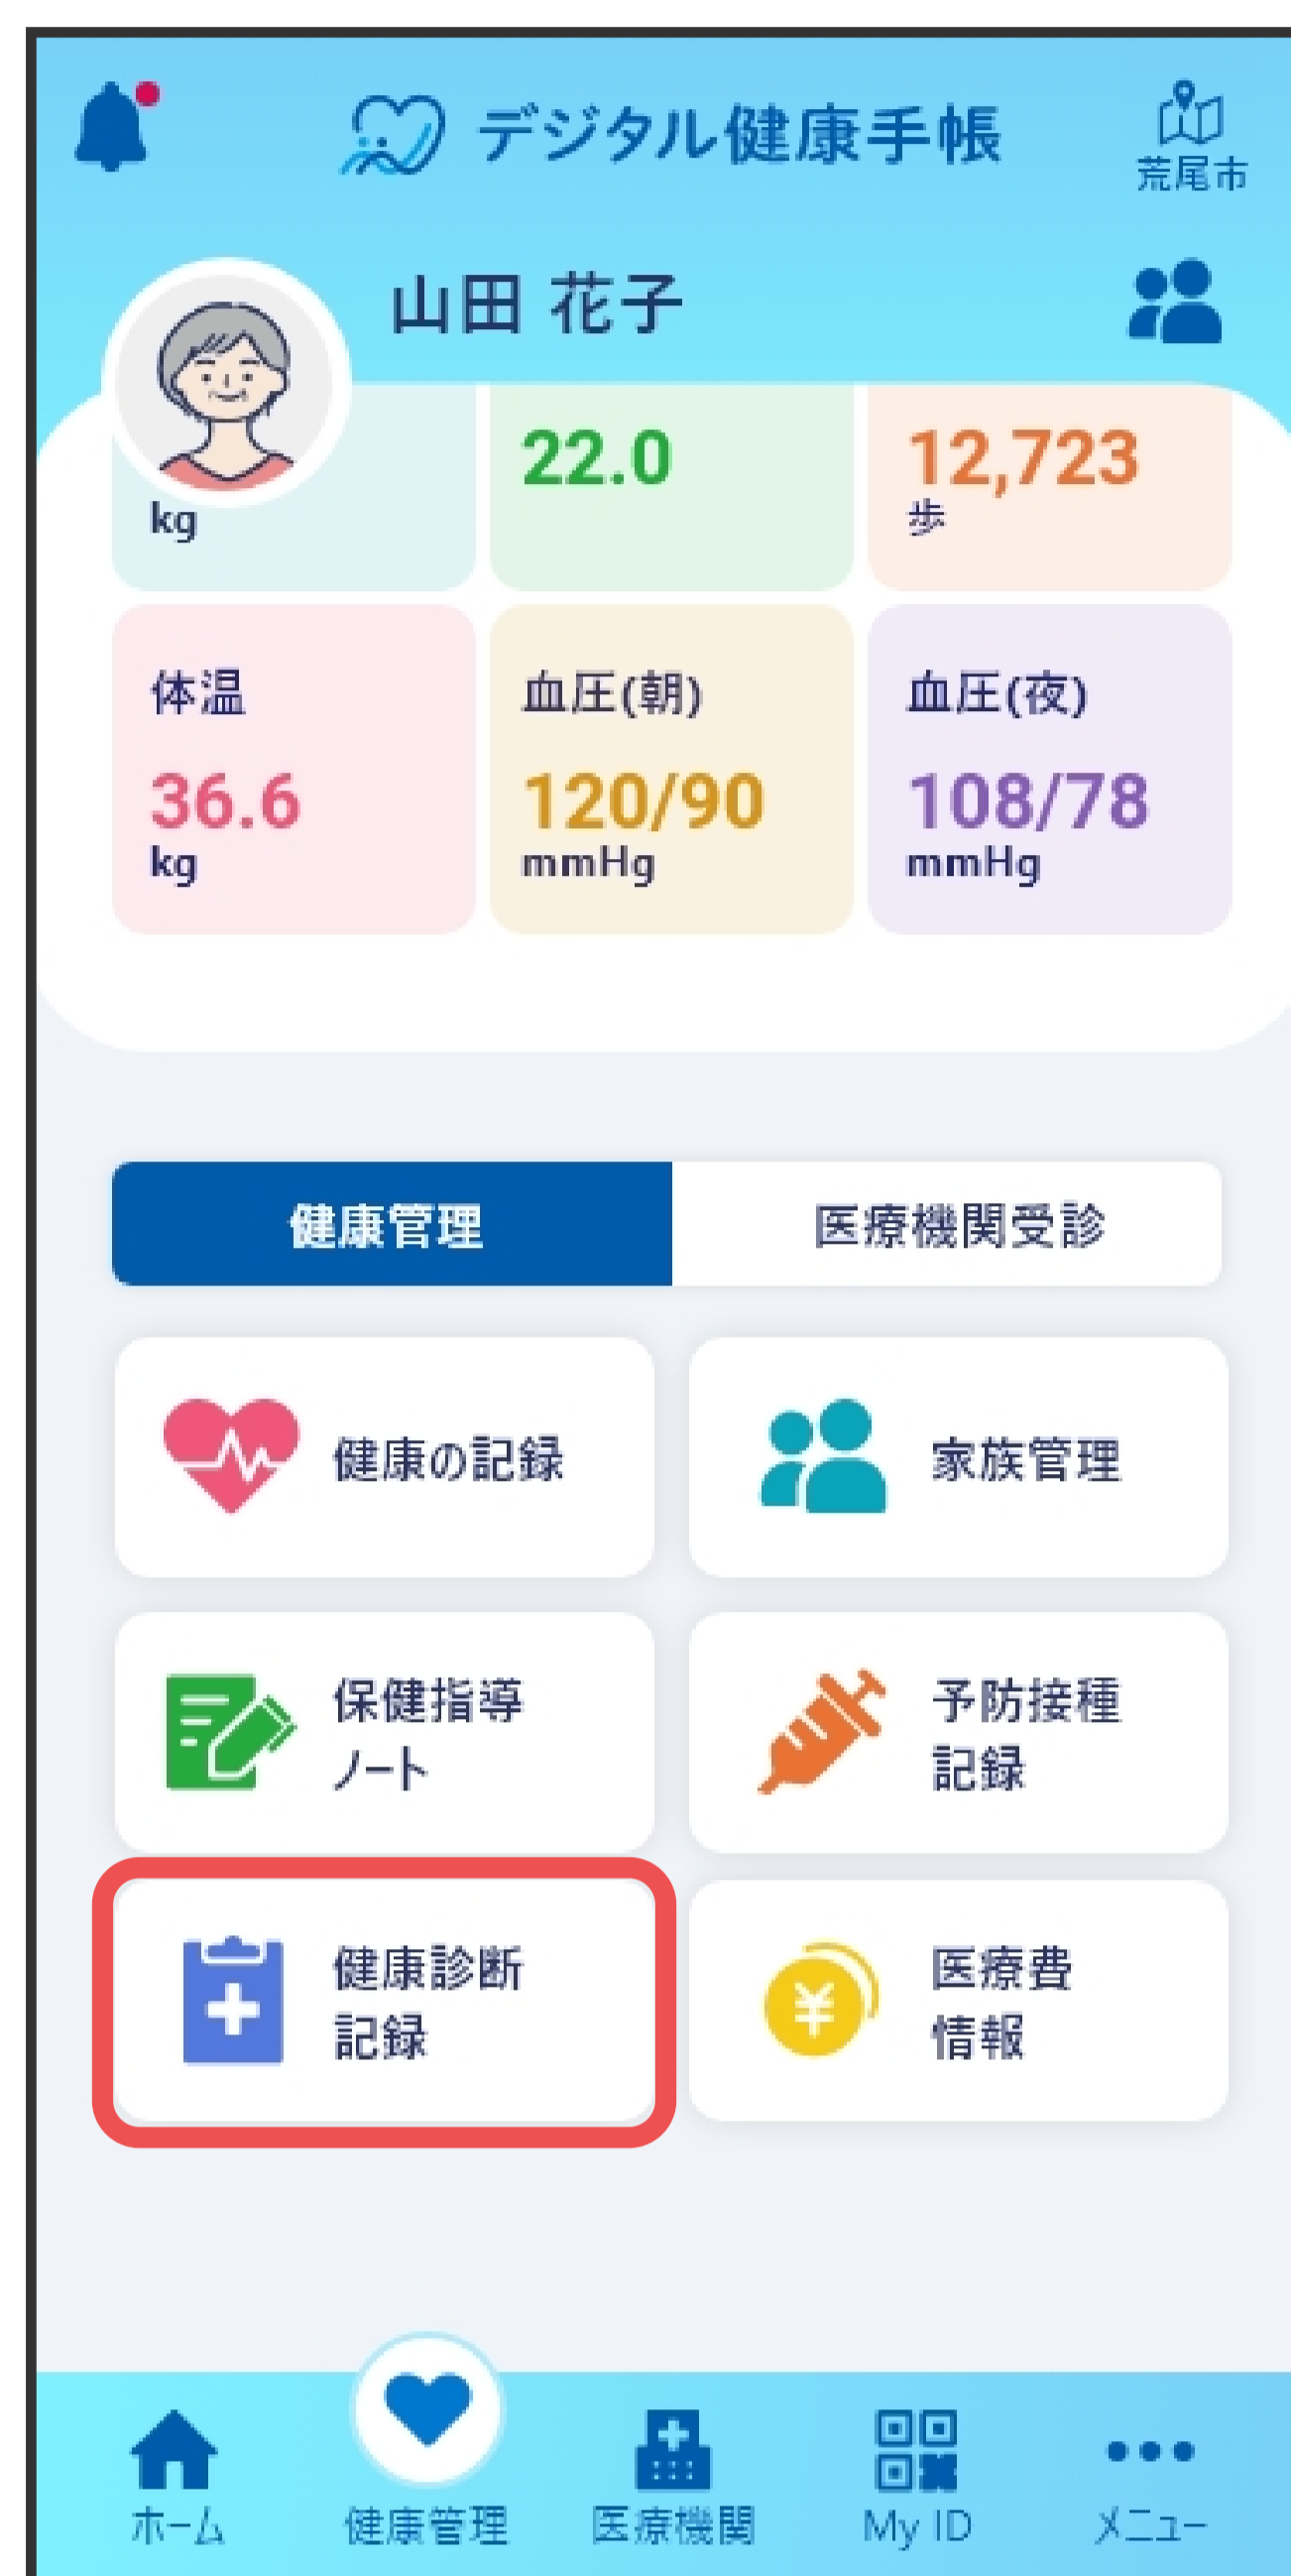 デジタル健康手帳
荒尾市
山田 花子
22.0
12,723
kg
歩
体温
血圧(朝)
血圧(夜)
36.6
120/90
108/78
kg
mmHg
mmHg
健康管理
医療機関受診
健康の記録
家族管理
保健指導
ノート
予防接種
記録
健康診断
記録
医療費
情報
ホーム
健康管理
医療機関
My ID
メニュー